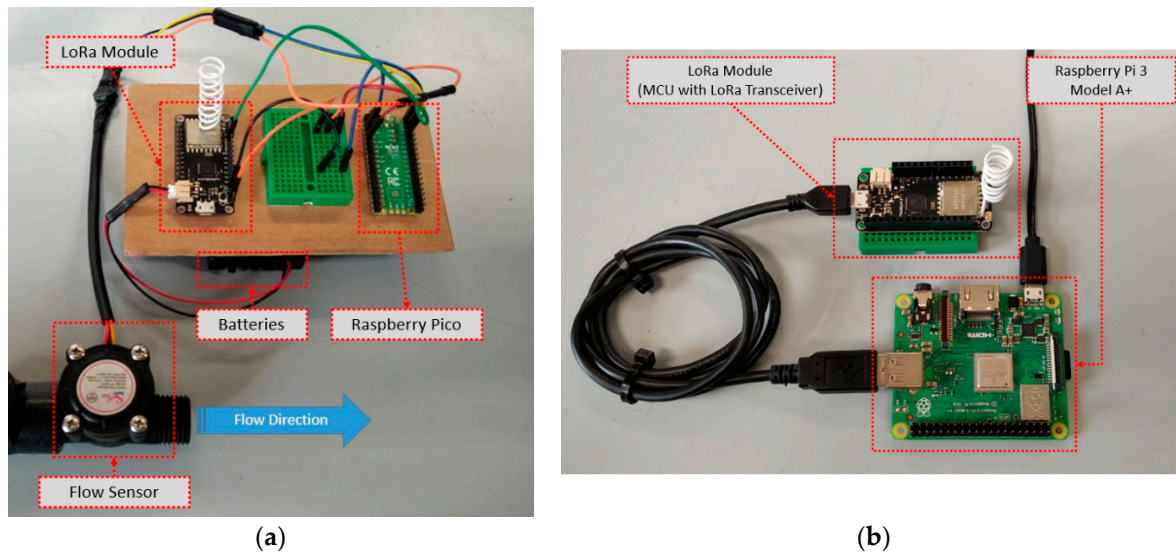 LoRa Module
Batteries
Raspberry Pico
Flow Direction
Flow Sensor
(a)
LoRa Module
(MCU with LoRa Transceiver)
Raspberry Pi 3
Model A+
HDMI
(b)